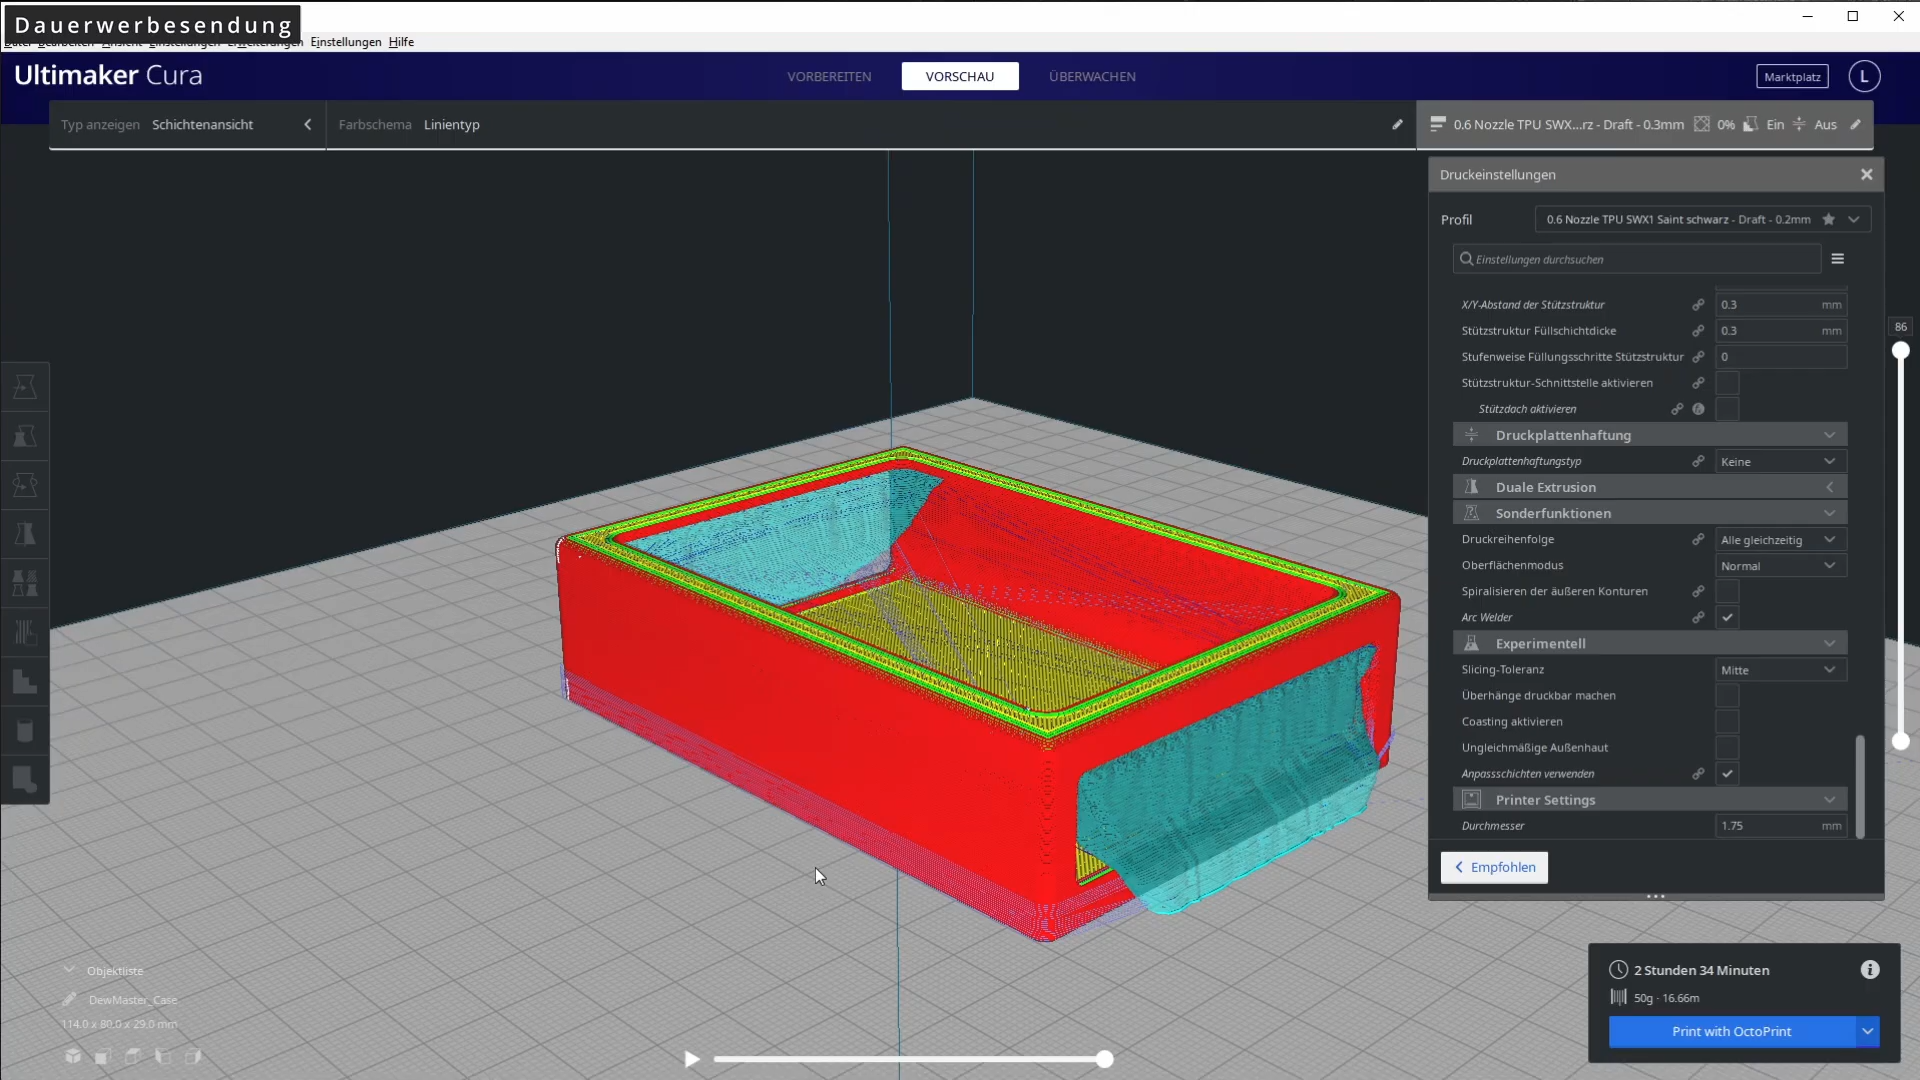 Dauerwerbesendung
Einstellungen Hilfe
Ultimaker Cura
VORBEREITEN VORSCHAU ÜBERWACHEN
Marktplatz L
Typ anzeigen Schichtenansicht Farbschema Linientyp
0.6 Nozzle TPU SWX...rz - Draft - 0.3mm 0% Ein Aus
Druckeinstellungen
Profil 0.6 Nozzle TPU SWX1 Saint schwarz - Draft - 0.2mm
Einstellungen durchsuchen
X/Y-Abstand der Stützstruktur 0.3 mm
Stützstruktur Füllschichtdicke 0.3 mm
86
Stufenweise Füllungsschritte Stützstruktur 0
Stützstruktur-Schnittstelle aktivieren
Stützdach aktivieren
Druckplattenhaftung
Druckplattenhaftungstyp Keine
Duale Extrusion
Sonderfunktionen
Druckreihenfolge Alle gleichzeitig
Oberflächenmodus Normal
Spiralisieren der äußeren Konturen
Arc Welder
Experimentell
Slicing-Toleranz Mitte
Überhänge druckbar machen
Coasting aktivieren
Ungleichmäßige Außenhaut
Anpassschichten verwenden
Printer Settings
Durchmesser 1.75 mm
Empfohlen
Objektliste
DewMaster_Case
114.0 x 80.0 x 29.0 mm
2 Stunden 34 Minuten
50g · 16.66m
Print with OctoPrint